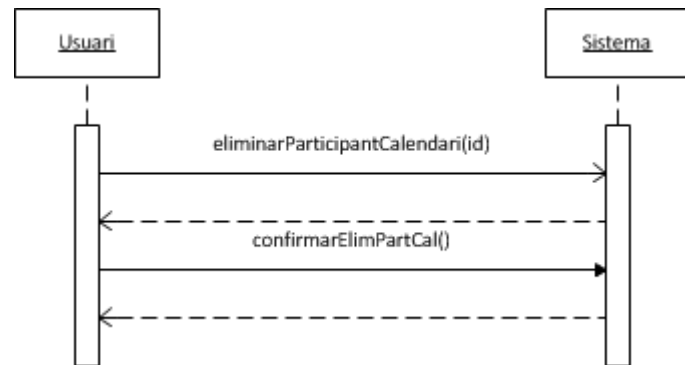 Usuari
Sistema
eliminarParticipantCalendari(id)
confirmarElimPartCal()